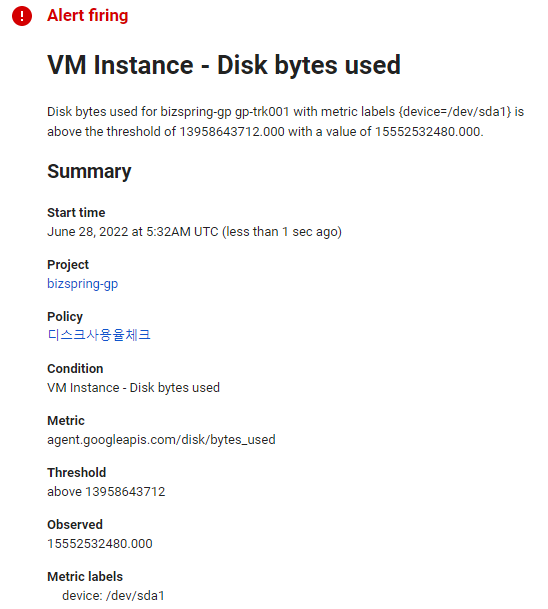 Alert firing
VM Instance - Disk bytes used
Disk bytes used for bizspring-gp gp-trk001 with metric labels {device=/dev/sda1} is
above the threshold of 13958643712.000 with a value of 15552532480.000.
Summary
Start time
June 28, 2022 at 5:32AM UTC (less than 1 sec ago)
Project
bizspring-gp
Policy
디스크사용율체크
Condition
VM Instance - Disk bytes used
Metric
agent.googleapis.com/disk/bytes_used
Threshold
above 13958643712
Observed
15552532480.000
Metric labels
device: /dev/sda1